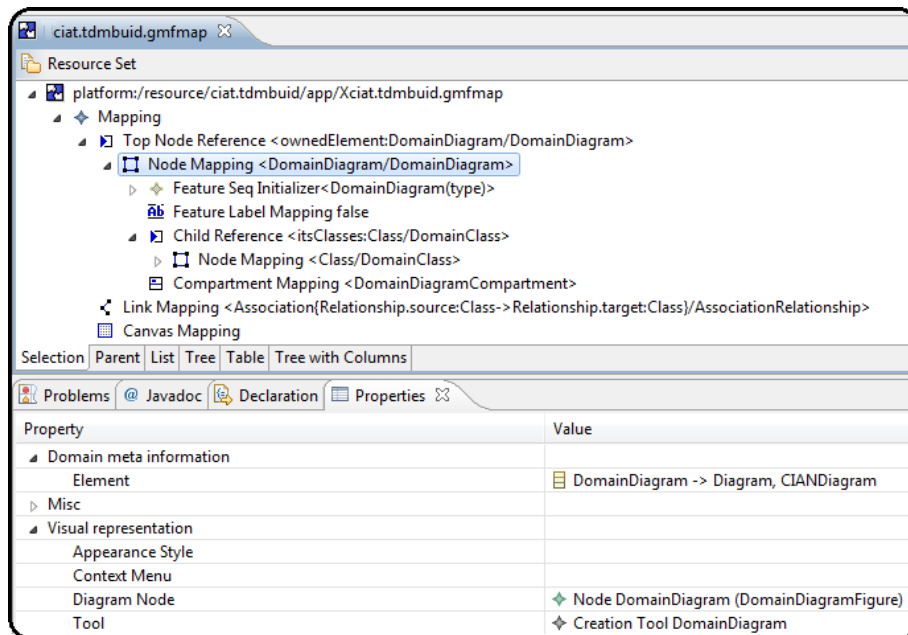 ciat.tdmbuid.gmfmap
Resource Set
platform:/resource/ciat.tdmbuid/app/Xciat.tdmbuid.gmfmap
Mapping
Top Node Reference <ownedElement:DomainDiagram/DomainDiagram>
Node Mapping <DomainDiagram/DomainDiagram>
Feature Seq Initializer<DomainDiagram(type)>
Ab Feature Label Mapping false
Child Reference <itsClasses:Class/DomainClass>
Node Mapping <Class/DomainClass>
Compartment Mapping <DomainDiagramCompartment>
Link Mapping <Association{Relationship.source:Class->Relationship.target:Class}/AssociationRelationship>
Canvas Mapping
Selection Parent List Tree Table Tree with Columns
Problems @ Javadoc Declaration Properties
Property Value
Domain meta information
Element DomainDiagram -> Diagram, CIANDiagram
Misc
Visual representation
Appearance Style
Context Menu
Diagram Node Node DomainDiagram (DomainDiagramFigure)
Tool Creation Tool DomainDiagram